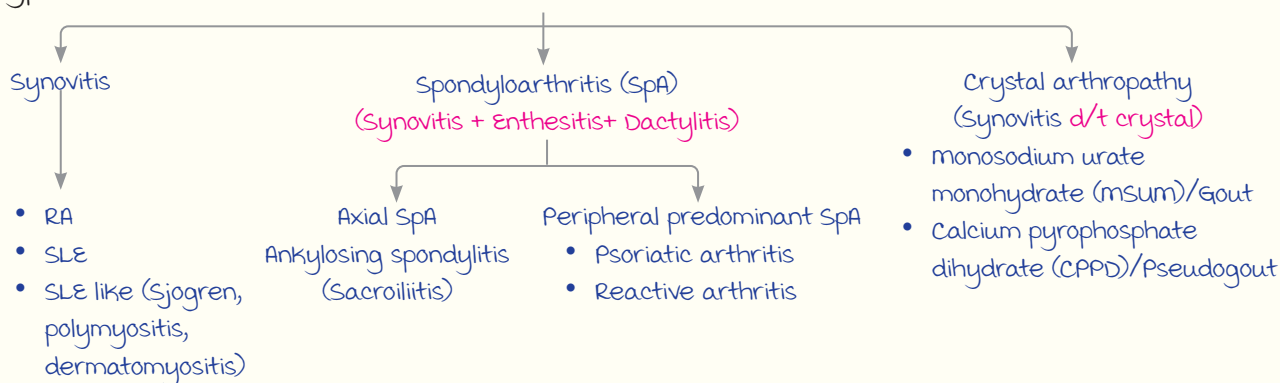 Synovitis
Spondyloarthritis (SpA)
(Synovitis + Enthesitis+ Dactylitis)
Crystal arthropathy
(Synovitis d/t crystal)
• monosodium urate
monohydrate (MSUM)/Gout
• Calcium pyrophosphate
dihydrate (CPPD)/Pseudogout
• RA
• SLE
• SLE like (Sjogren,
polymyositis,
dermatomyositis)
Axial SpA
Ankylosing spondylitis
(Sacroiliitis)
Peripheral predominant SpA
• Psoriatic arthritis
• Reactive arthritis